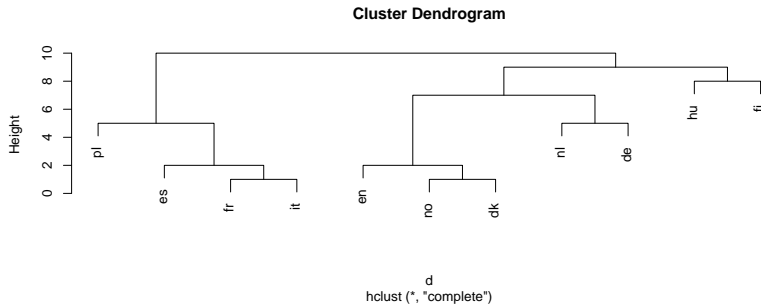 Cluster Dendrogram
Height
0
2
4
6
8
10
pl
es
fr
it
en
no
dk
nl
de
hu
fi
d
hclust (*, "complete")